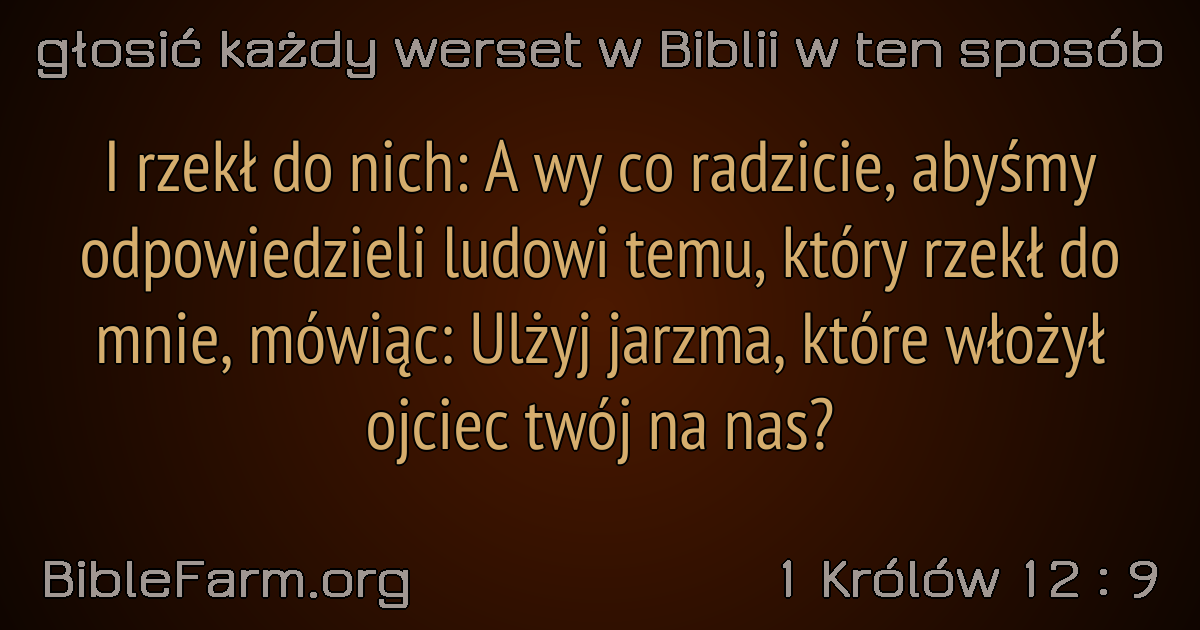 głosić każdy werset w Biblii w ten sposób
I rzekł do nich: A wy co radzicie, abyśmy
odpowiedzieli ludowi temu, który rzekł do
mnie, mówiąc: Ulżyj jarzma, które włożył
ojciec twój na nas?
BibleFarm.org
1 Królów 12 : 9